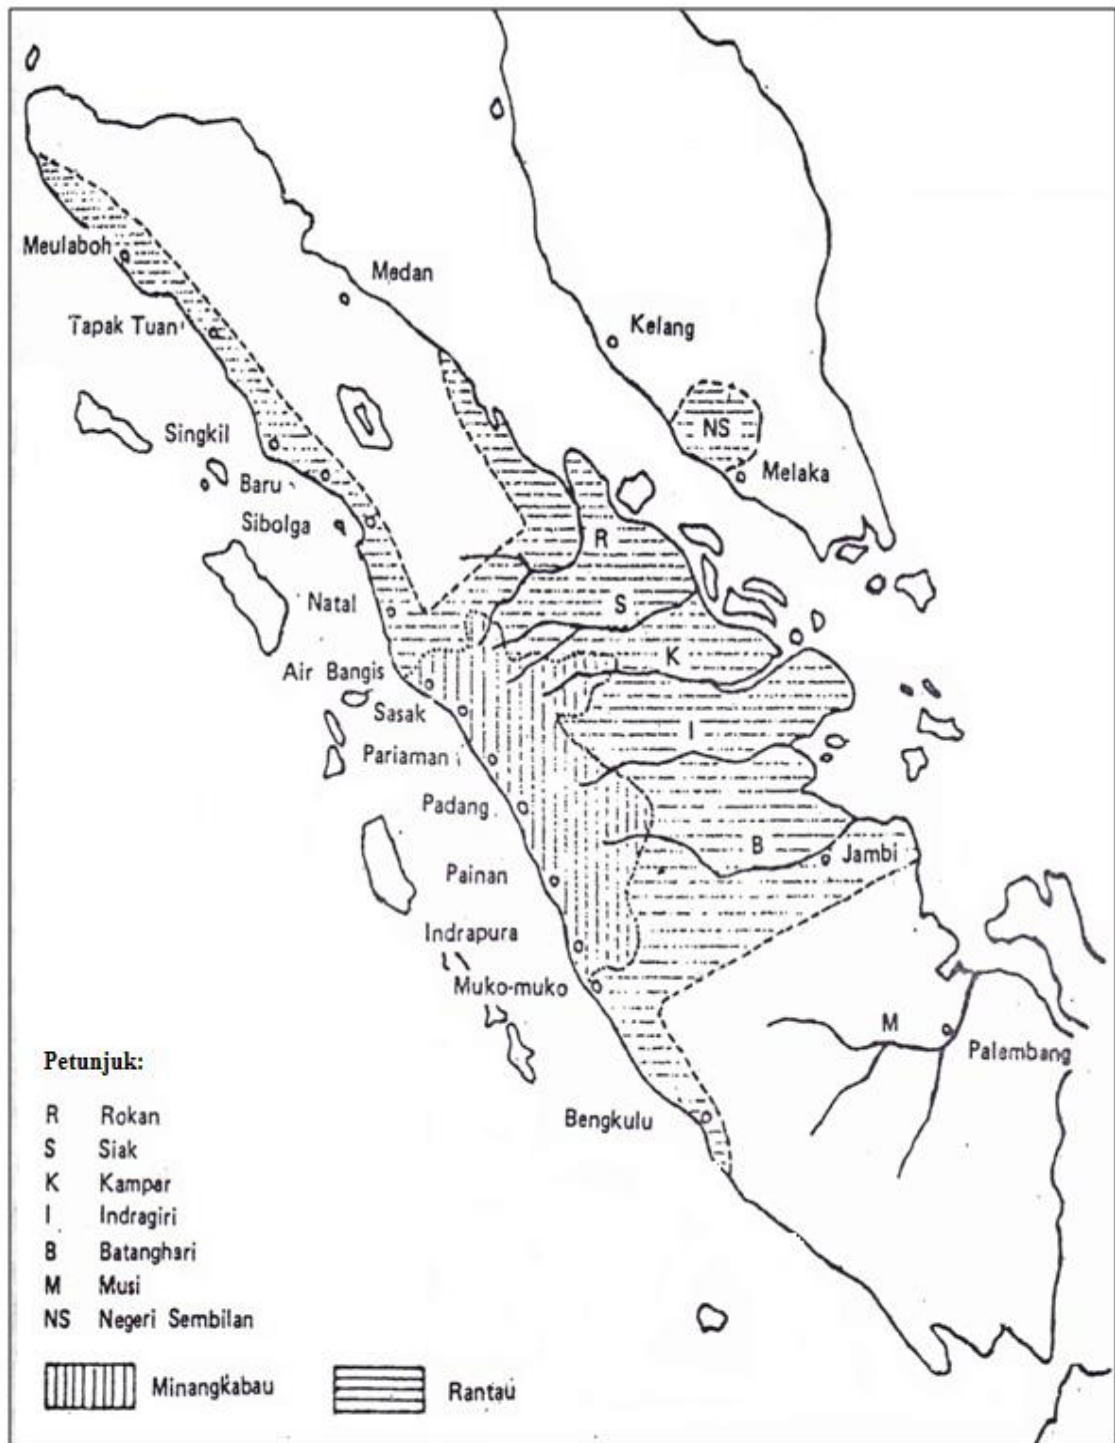 Meulaboh
Medan
Tapak Tuan
Kelang
Singkil
NS
Baru
Melaka
Sibolga
R
Natal
S
Air Bangis
K
Sasak
I
Pariaman
Padang
B
Jambi
Painan
Indrapura
Muko-muko
M
Palembang
Bengkulu
Petunjuk:
R Rokan
S Siak
K Kampar
I Indragiri
B Batanghari
M Musi
NS Negeri Sembilan
Minangkabau
Rantau